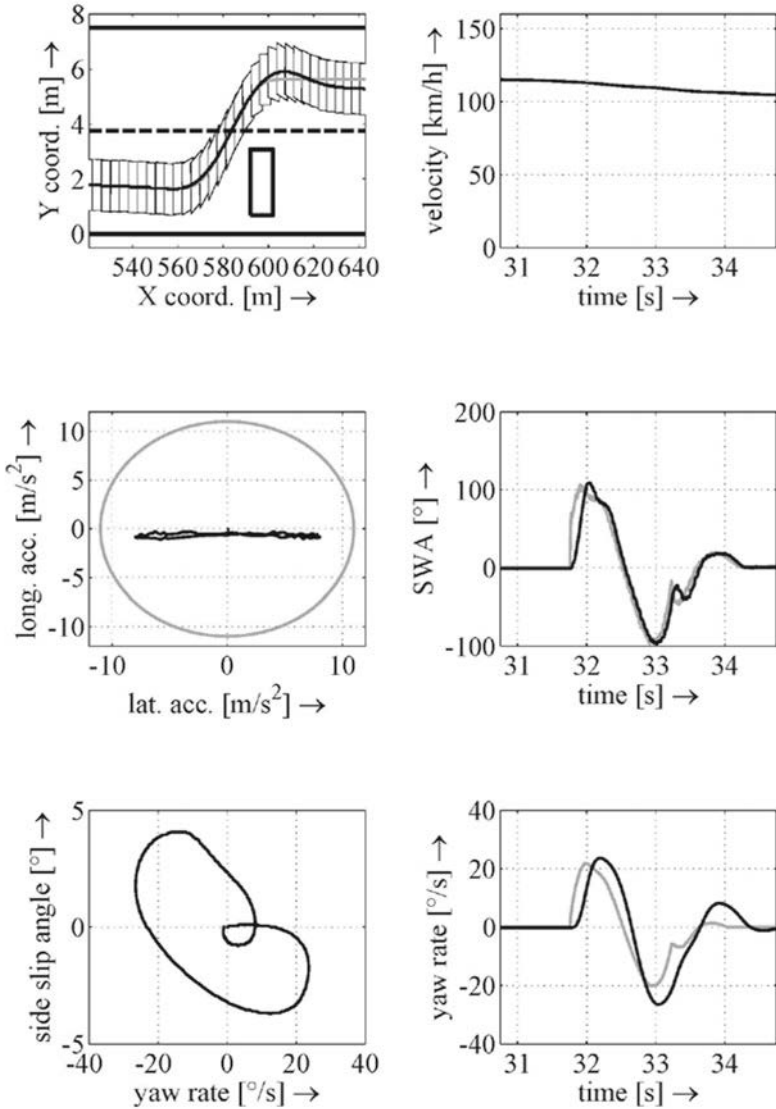 8
6
4
2
0
Y coord. [m] →
540 560 580 600 620 640
X coord. [m] →
150
100
50
0
velocity [km/h] →
31 32 33 34
time [s] →
10
5
0
-5
-10
long. acc. [m/s²] →
-10 0 10
lat. acc. [m/s²] →
200
100
0
-100
SWA [°] →
31 32 33 34
time [s] →
5
0
-5
side slip angle [°] →
-40 -20 0 20 40
yaw rate [°/s] →
40
20
0
-20
-40
yaw rate [°/s] →
31 32 33 34
time [s] →